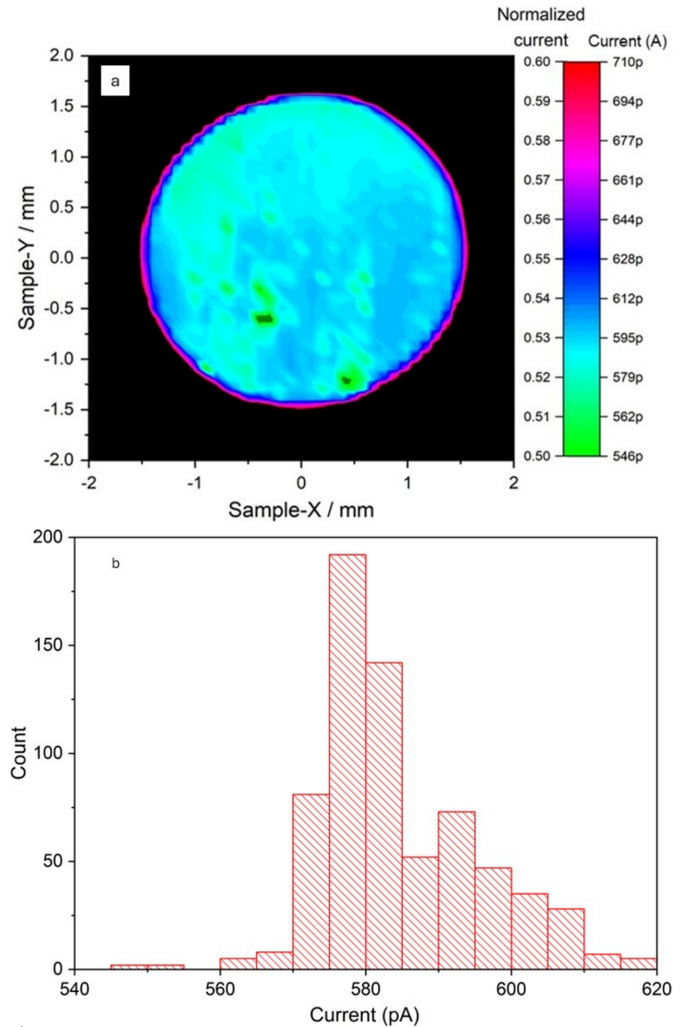 Normalized
current Current (A)
a
2.0
1.5
1.0
0.5
0.0
-0.5
-1.0
-1.5
-2.0
Sample-Y / mm
-2 -1 0 1 2
Sample-X / mm
0.60 710p
0.59 694p
0.58 677p
0.57 661p
0.56 644p
0.55 628p
0.54 612p
0.53 595p
0.52 579p
0.51 562p
0.50 546p
b
200
150
100
50
0
Count
540 560 580 600 620
Current (pA)